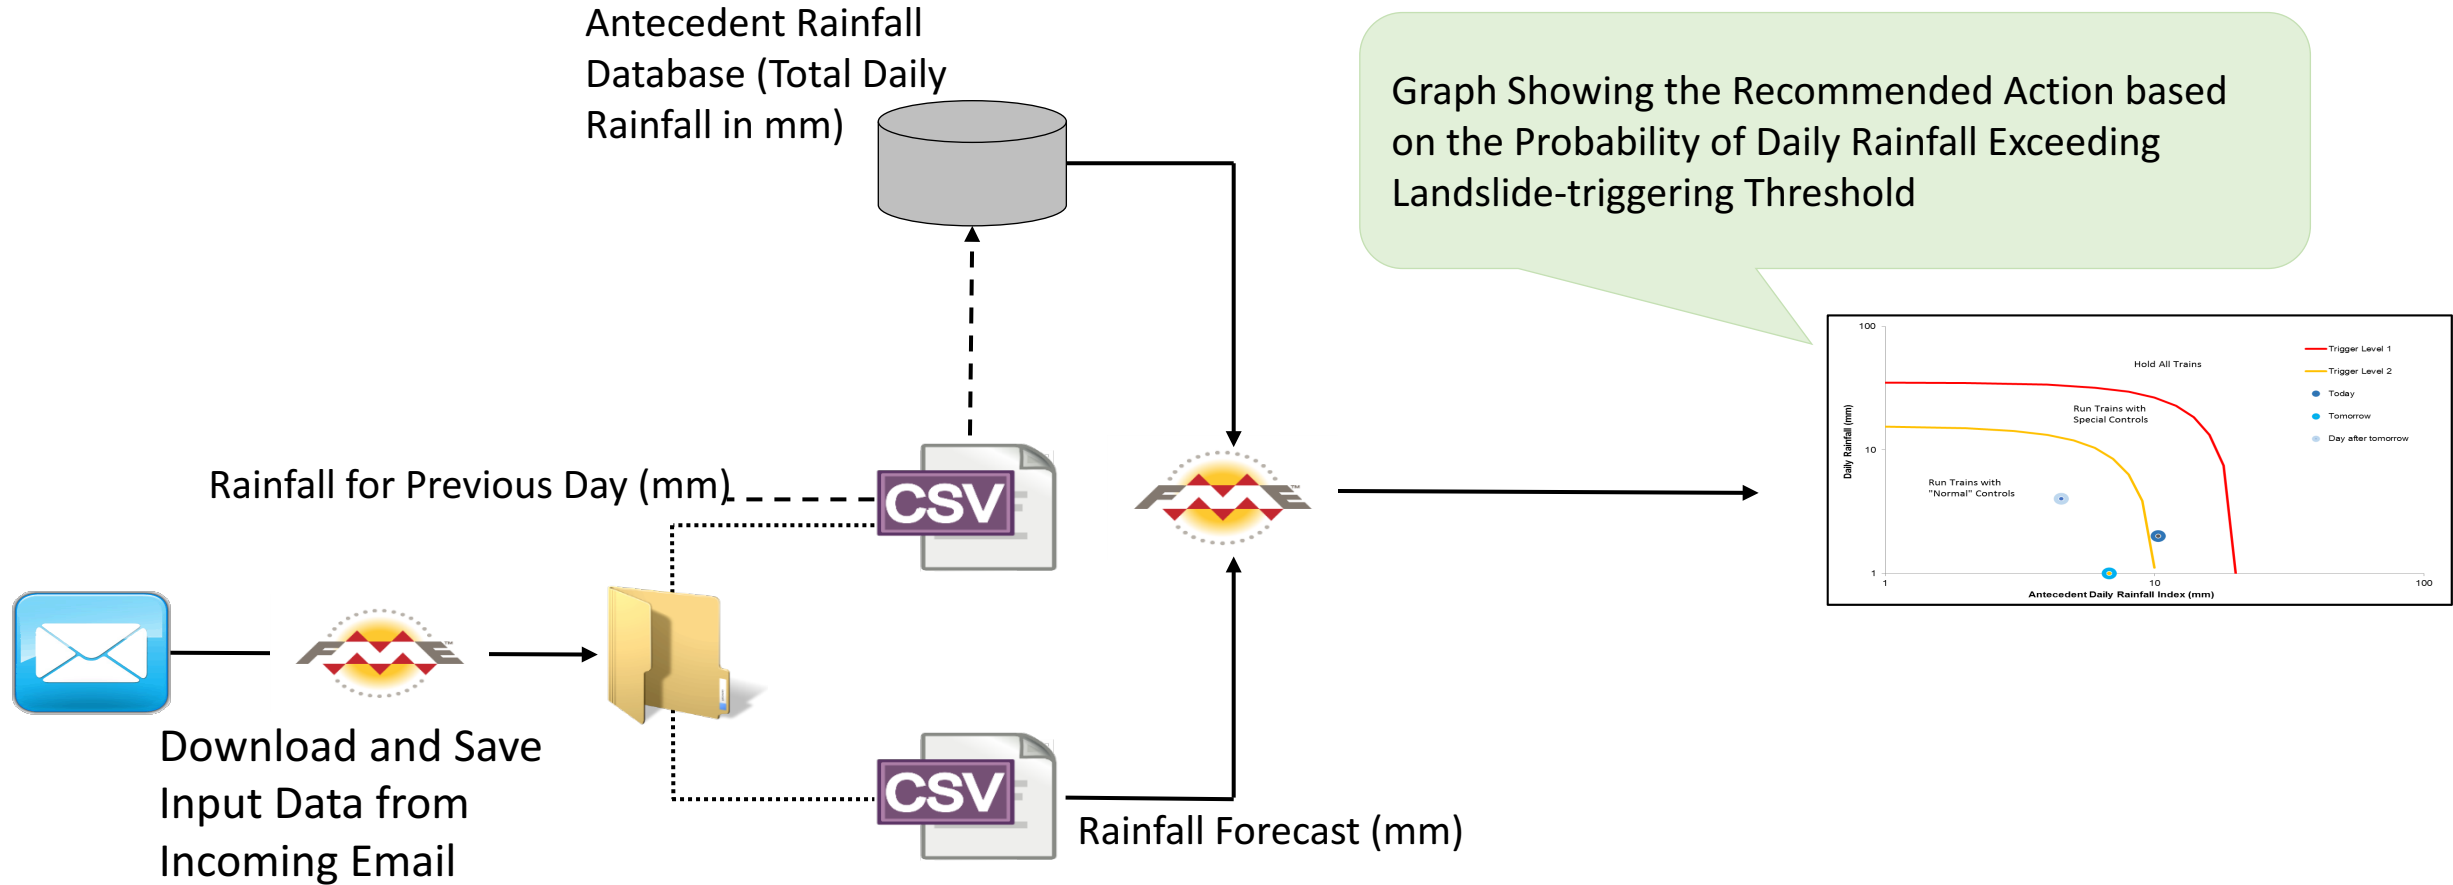 Antecedent Rainfall
Database (Total Daily
Rainfall in mm)
Graph Showing the Recommended Action based
on the Probability of Daily Rainfall Exceeding
Landslide-triggering Threshold
Rainfall for Previous Day (mm)
CSV
FME™
FME™
Download and Save
Input Data from
Incoming Email
CSV
Rainfall Forecast (mm)
100
10
1
Daily Rainfall (mm)
Hold All Trains
Run Trains with
Special Controls
Run Trains with
"Normal" Controls
Trigger Level 1
Trigger Level 2
Today
Tomorrow
Day after tomorrow
1
10
100
Antecedent Daily Rainfall Index (mm)